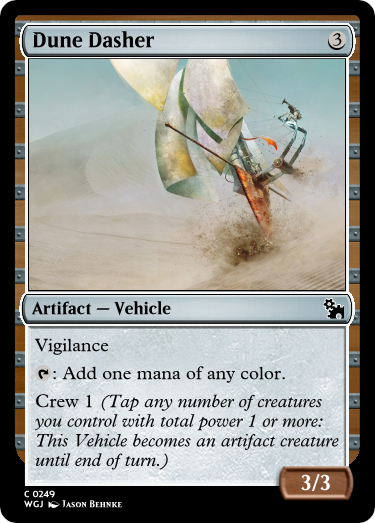 Dune Dasher 3
Artifact — Vehicle
Vigilance
: Add one mana of any color.
Crew 1 (Tap any number of creatures
you control with total power 1 or more:
This Vehicle becomes an artifact creature
until end of turn.)
3/3
C 0249
WGJ Jason Behnke